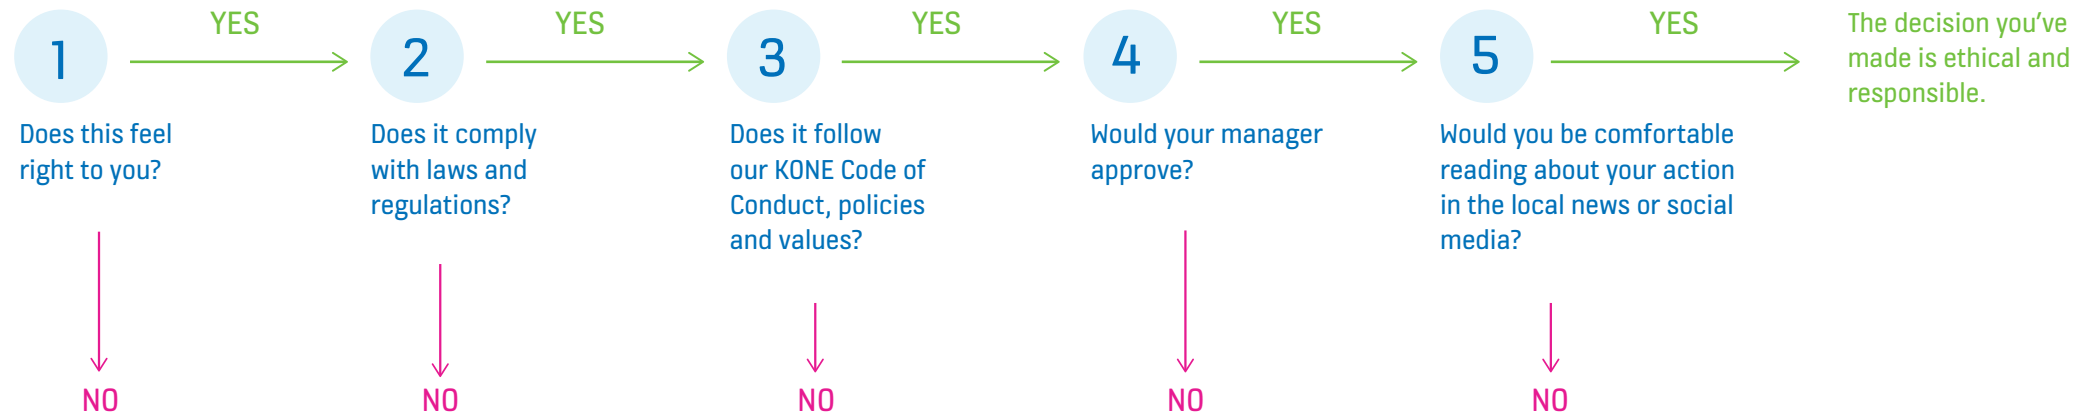 1
YES
2
YES
3
YES
4
YES
5
YES
The decision you've
made is ethical and
responsible.
Does this feel
right to you?
Does it comply
with laws and
regulations?
Does it follow
our KONE Code of
Conduct, policies
and values?
Would your manager
approve?
Would you be comfortable
reading about your action
in the local news or social
media?
NO
NO
NO
NO
NO